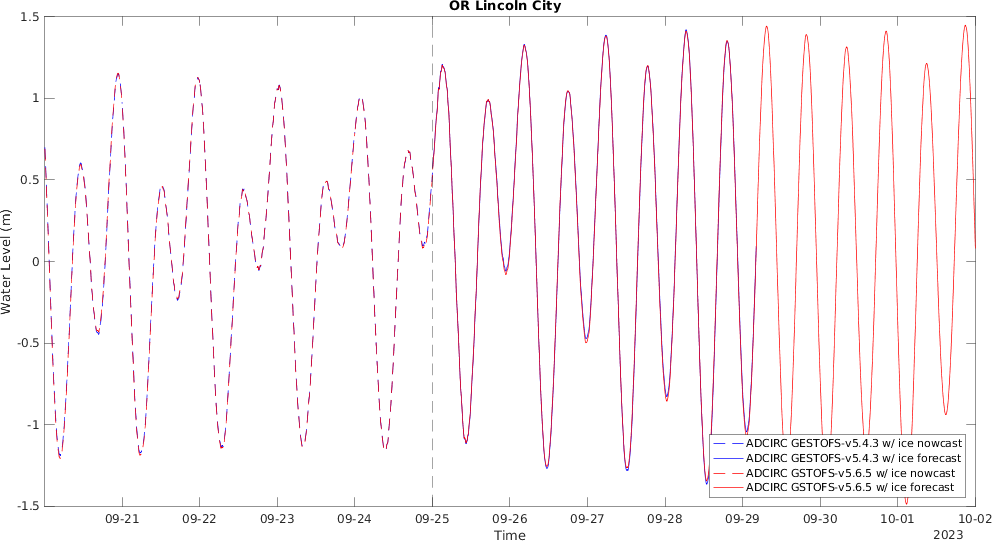 OR Lincoln City
1.5
1
0.5
0
-0.5
-1
-1.5
Water Level (m)
ADCIRC GESTOFS-v5.4.3 w/ ice nowcast
ADCIRC GESTOFS-v5.4.3 w/ ice forecast
ADCIRC GSTOFS-v5.6.5 w/ ice nowcast
ADCIRC GSTOFS-v5.6.5 w/ ice forecast
09-21 09-22 09-23 09-24 09-25 09-26 09-27 09-28 09-29 09-30 10-01 10-02
Time
2023